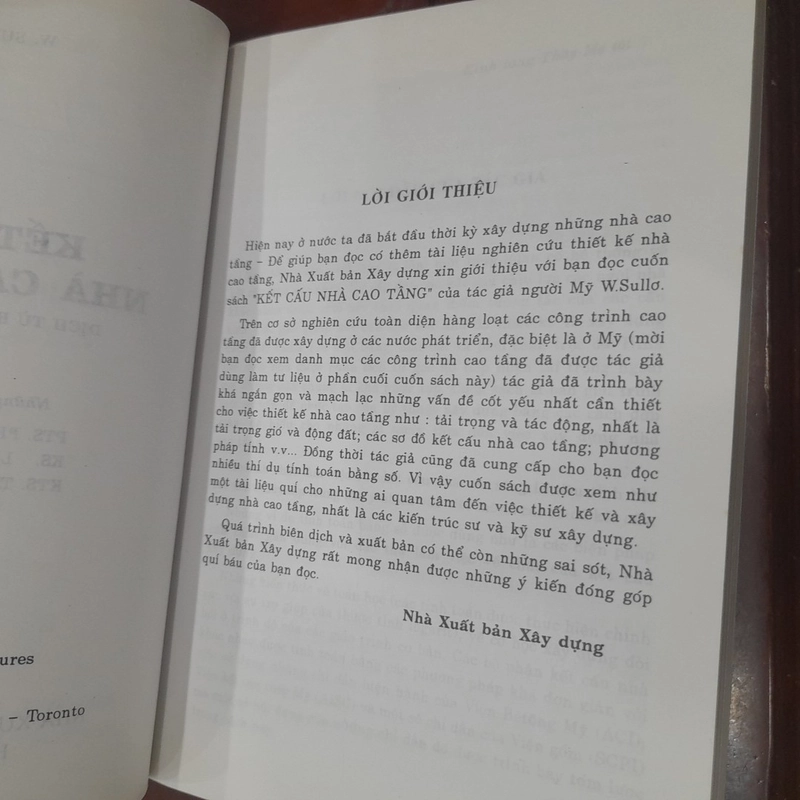 ures
– Toronto
LỜI GIỚI THIỆU
Hiện nay ở nước ta đã bắt đầu thời kỳ xây dựng những nhà cao
tầng – Để giúp bạn đọc có thêm tài liệu nghiên cứu thiết kế nhà
cao tầng, Nhà Xuất bản Xây dựng xin giới thiệu với bạn đọc cuốn
sách "KẾT CẤU NHÀ CAO TẦNG" của tác giả người Mỹ W.Sullơ.
Trên cơ sở nghiên cứu toàn diện hàng loạt các công trình cao
tầng đã được xây dựng ở các nước phát triển, đặc biệt là ở Mỹ (mời
bạn đọc xem danh mục các công trình cao tầng đã được tác giả
dùng làm tư liệu ở phần cuối cuốn sách này) tác giả đã trình bày
khá ngắn gọn và mạch lạc những vấn đề cốt yếu nhất cần thiết
cho việc thiết kế nhà cao tầng như : tải trọng và tác động, nhất là
tải trọng gió và động đất; các sơ đồ kết cấu nhà cao tầng; phương
pháp tính v.v... Đồng thời tác giả cũng đã cung cấp cho bạn đọc
nhiều thí dụ tính toán bằng số. Vì vậy cuốn sách được xem như
một tài liệu quí cho những ai quan tâm đến việc thiết kế và xây
dựng nhà cao tầng, nhất là các kiến trúc sư và kỹ sư xây dựng.
Quá trình biên dịch và xuất bản có thể còn những sai sót, Nhà
Xuất bản Xây dựng rất mong nhận được những ý kiến đóng góp
quí báu của bạn đọc.
Nhà Xuất bản Xây dựng